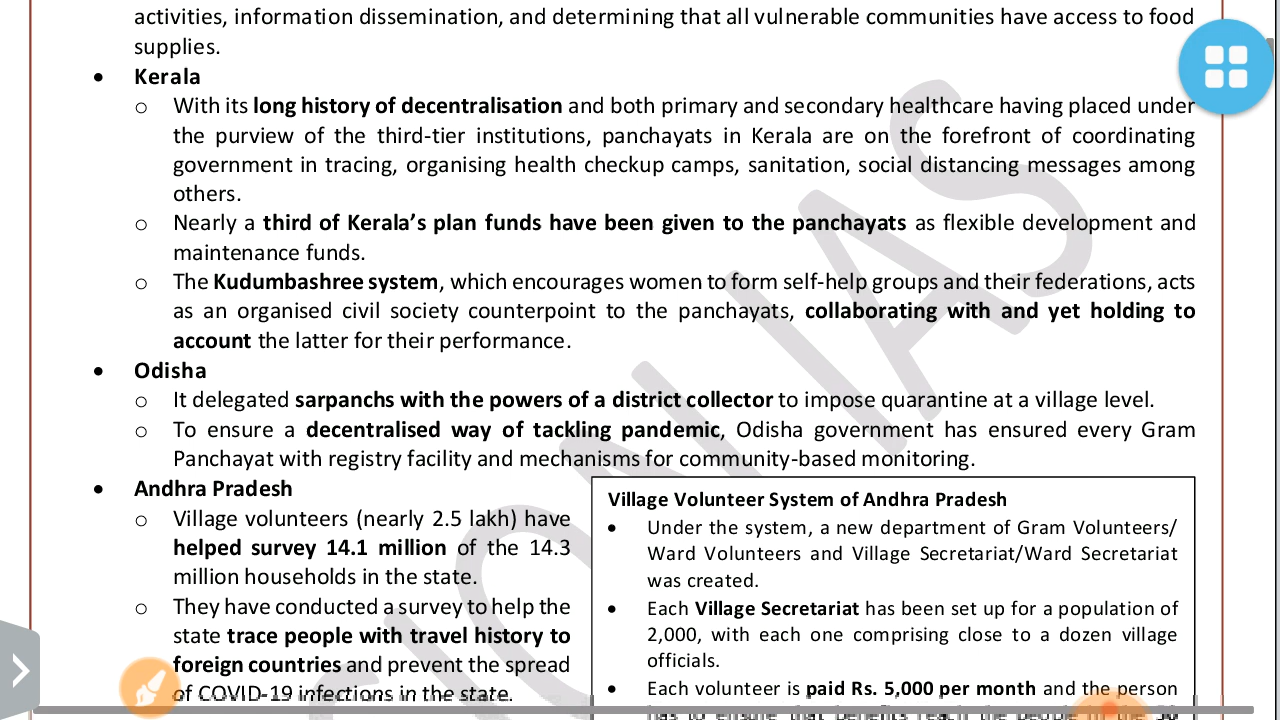 activities, information dissemination, and determining that all vulnerable communities have access to food
supplies.
• Kerala
o With its long history of decentralisation and both primary and secondary healthcare having placed under
the purview of the third-tier institutions, panchayats in Kerala are on the forefront of coordinating
government in tracing, organising health checkup camps, sanitation, social distancing messages among
others.
o Nearly a third of Kerala’s plan funds have been given to the panchayats as flexible development and
maintenance funds.
o The Kudumbashree system, which encourages women to form self-help groups and their federations, acts
as an organised civil society counterpoint to the panchayats, collaborating with and yet holding to
account the latter for their performance.
• Odisha
o It delegated sarpanchs with the powers of a district collector to impose quarantine at a village level.
o To ensure a decentralised way of tackling pandemic, Odisha government has ensured every Gram
Panchayat with registry facility and mechanisms for community-based monitoring.
• Andhra Pradesh
o Village volunteers (nearly 2.5 lakh) have
helped survey 14.1 million of the 14.3
million households in the state.
o They have conducted a survey to help the
state trace people with travel history to
foreign countries and prevent the spread
of COVID-19 infections in the state.
Village Volunteer System of Andhra Pradesh
• Under the system, a new department of Gram Volunteers/
Ward Volunteers and Village Secretariat/Ward Secretariat
was created.
• Each Village Secretariat has been set up for a population of
2,000, with each one comprising close to a dozen village
officials.
• Each volunteer is paid Rs. 5,000 per month and the person
ION IAS